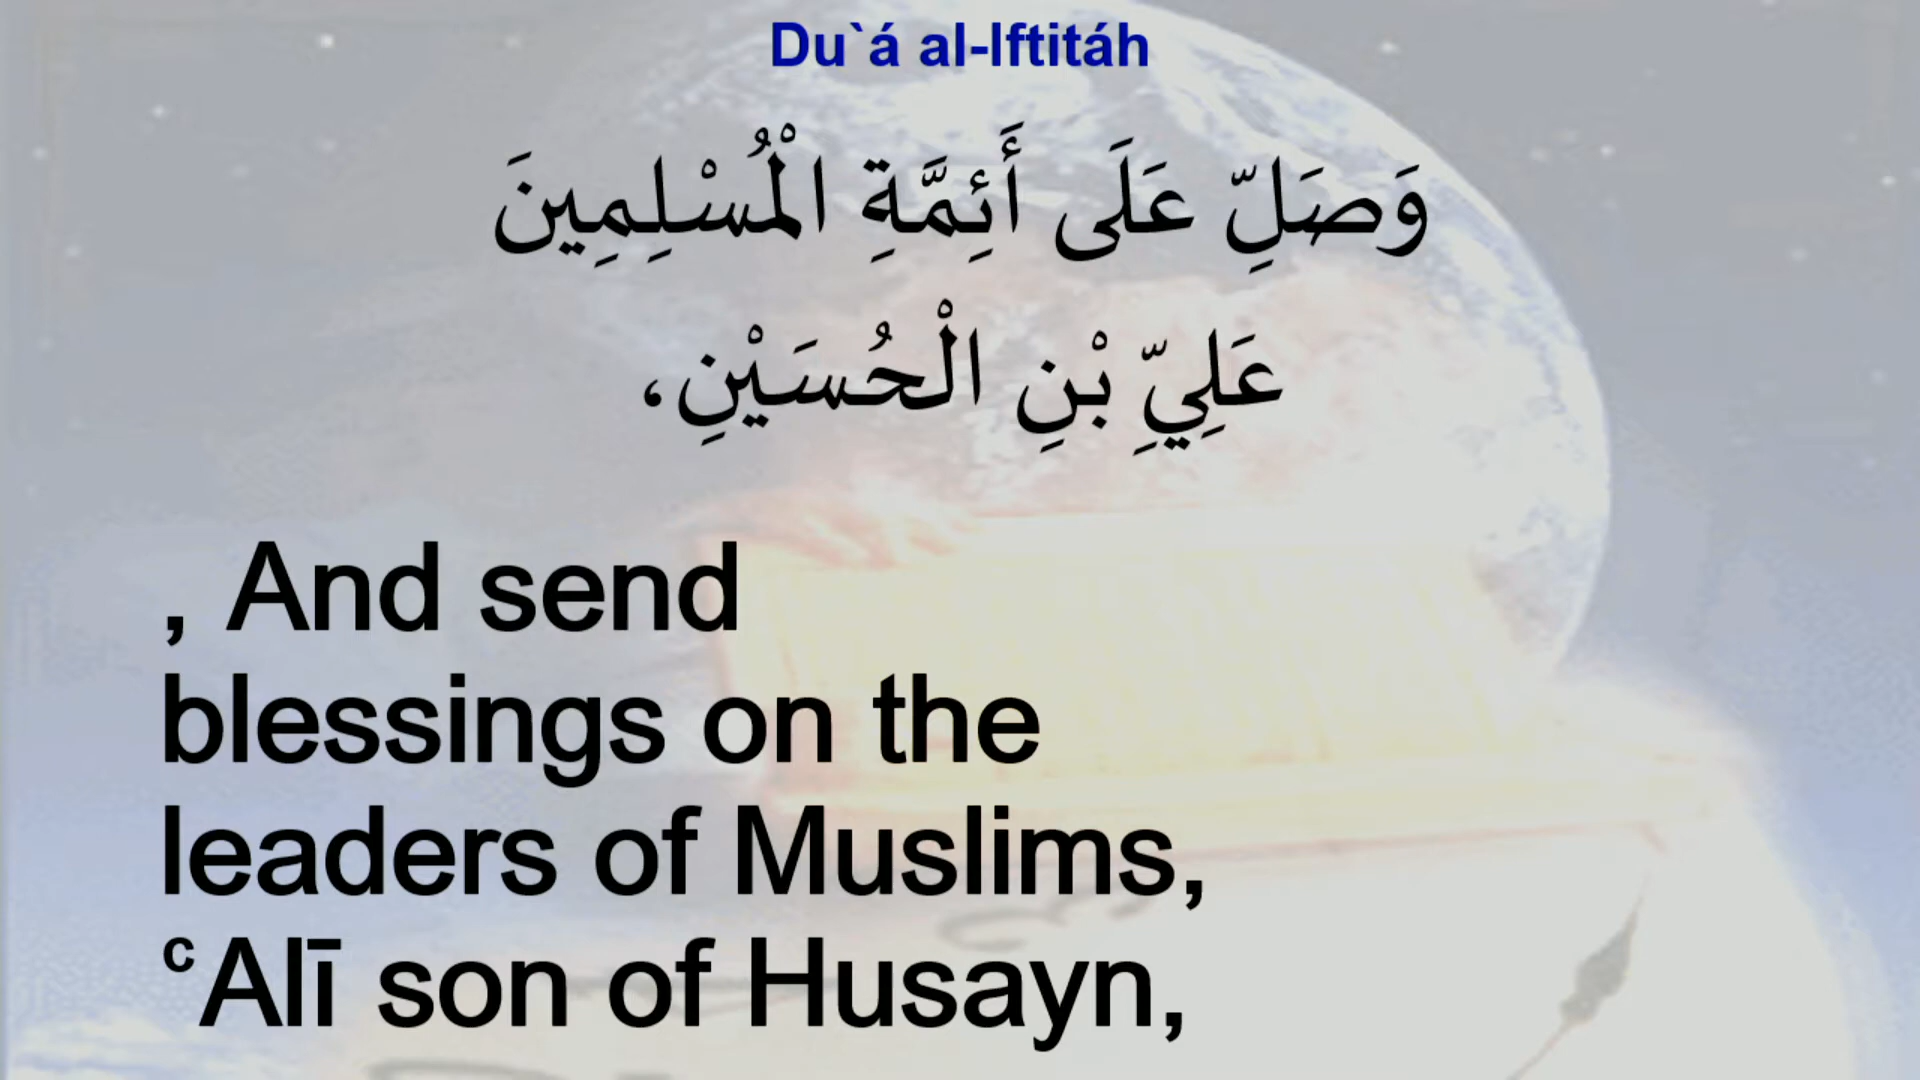 Du`á al-Iftitáh
وَصَلِّ عَلَى أَئِمَّةِ الْمُسْلِمِينَ
عَلِيِّ بْنِ الْحُسَيْنِ،
, And send
blessings on the
leaders of Muslims,
ᶜAlī son of Husayn,